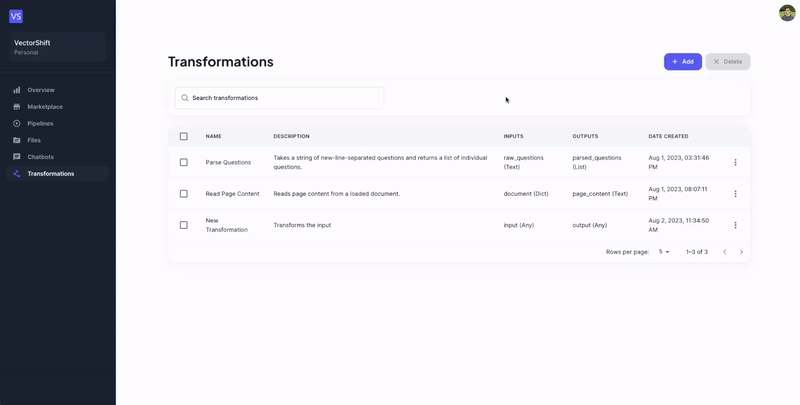 VS
VectorShift
Personal
Overview
Marketplace
Pipelines
Files
Chatbots
Transformations
Transformations
+ Add
× Delete
Search transformations
NAME DESCRIPTION INPUTS OUTPUTS DATE CREATED
Parse Questions Takes a string of new-line-separated questions and returns a list of individual raw_questions parsed_questions Aug 1, 2023, 03:31:46
questions. (Text) (List) PM
Read Page Content Reads page content from a loaded document. document (Dict) page_content (Text) Aug 1, 2023, 08:07:11
PM
New Transforms the input input (Any) output (Any) Aug 2, 2023, 11:34:50
Transformation AM
Rows per page: 5 1–3 of 3